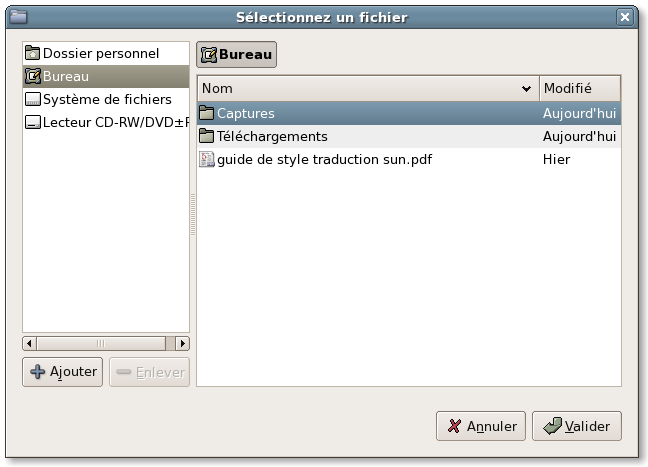 Sélectionnez un fichier
Dossier personnel
Bureau
Système de fichiers
Lecteur CD-RW/DVD±
Bureau
Nom Modifié
Captures Aujourd'hui
Téléchargements Aujourd'hui
guide de style traduction sun.pdf Hier
Ajouter Enlever
Annuler Valider